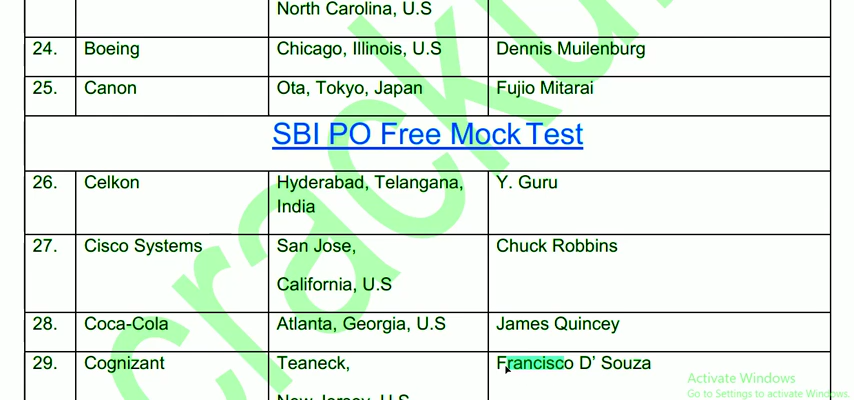 North Carolina, U.S
24. Boeing Chicago, Illinois, U.S Dennis Muilenburg
25. Canon Ota, Tokyo, Japan Fujio Mitarai
SBI PO Free Mock Test
26. Celkon Hyderabad, Telangana, Y. Guru
India
27. Cisco Systems San Jose, Chuck Robbins
California, U.S
28. Coca-Cola Atlanta, Georgia, U.S James Quincey
29. Cognizant Teaneck, Francisco D' Souza
New Jersey, U.S
Activate Windows
Go to Settings to activate Windows.